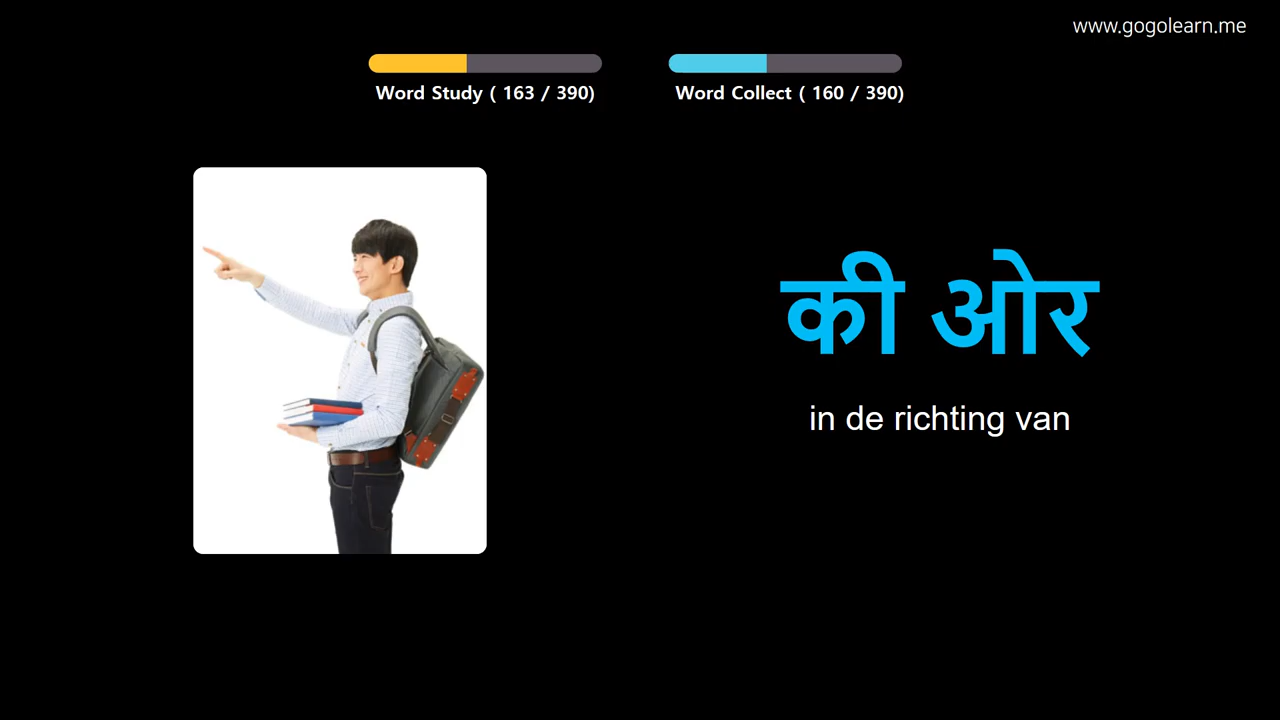 www.gogolearn.me
Word Study ( 163 / 390)
Word Collect ( 160 / 390)
की ओर
in de richting van